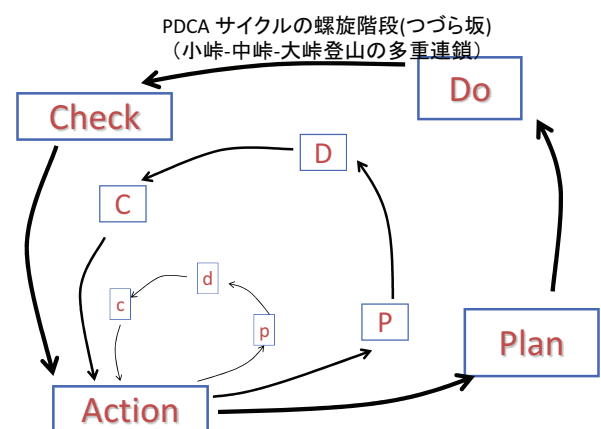 PDCA サイクルの螺旋階段(つづら坂)
（小峠-中峠-大峠登山の多重連鎖）
Do
Check
D
C
d
c
p
P
Plan
Action